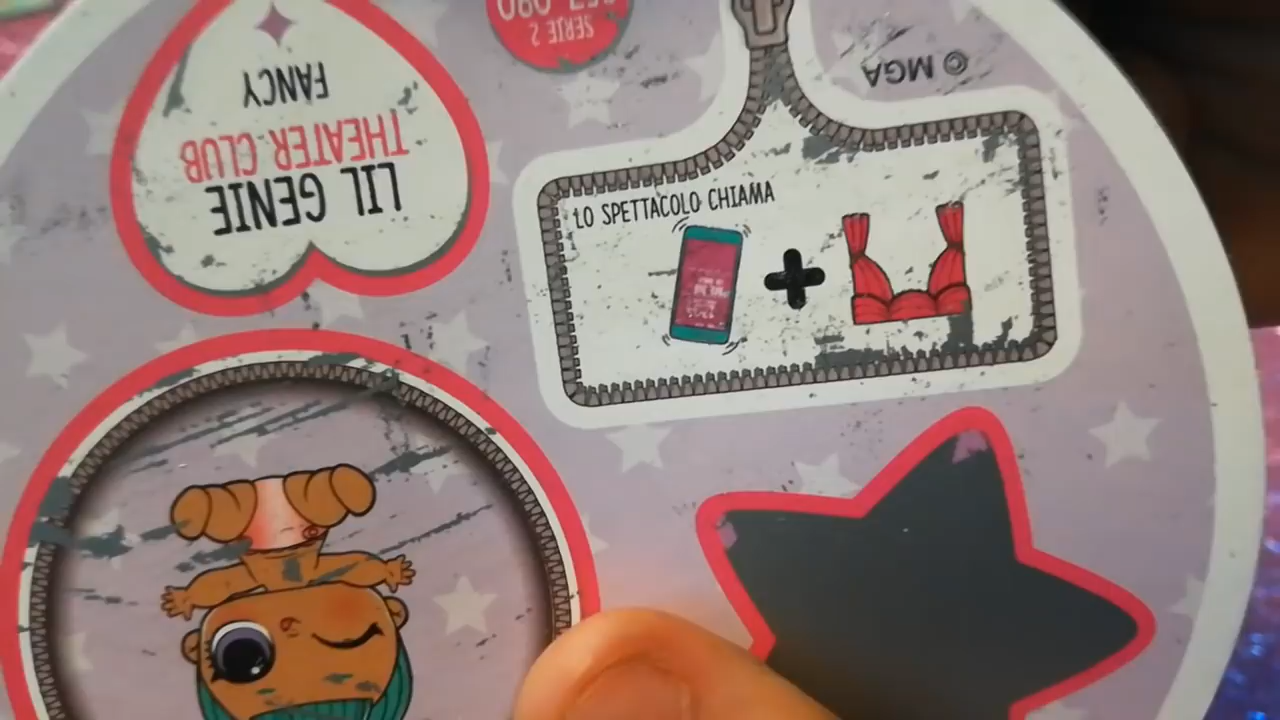 LIL GENIE
THEATER CLUB
FANCY
SERIE 2
© MGA
LO SPETTACOLO CHIAMA